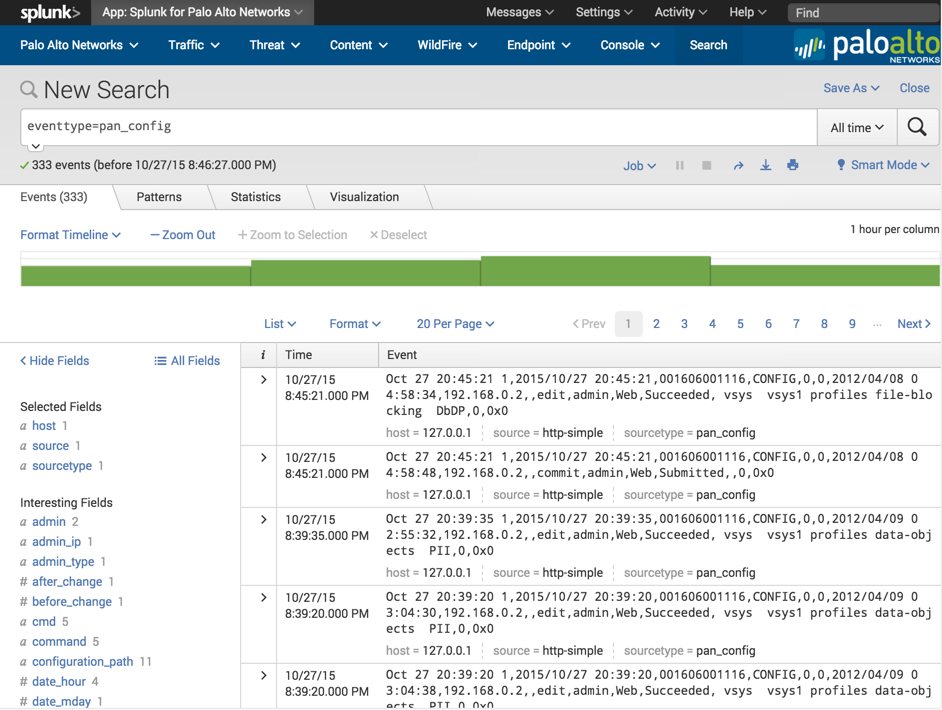 splunk> App: Splunk for Palo Alto Networks Messages Settings Activity Help Find
Palo Alto Networks Traffic Threat Content WildFire Endpoint Console Search paloalto NETWORKS
New Search Save As Close
eventtype=pan_config All time
333 events (before 10/27/15 8:46:27.000 PM) Job Smart Mode
Events (333) Patterns Statistics Visualization
Format Timeline — Zoom Out + Zoom to Selection × Deselect 1 hour per column
List Format 20 Per Page < Prev 1 2 3 4 5 6 7 8 9 ... Next >
< Hide Fields All Fields
Selected Fields
a host 1
a source 1
a sourcetype 1
Interesting Fields
a admin 2
a admin_ip 1
a admin_type 1
# after_change 1
# before_change 1
a cmd 5
a command 5
a configuration_path 11
# date_hour 4
# date_mday 1
i Time Event
> 10/27/15
8:45:21.000 PM
Oct 27 20:45:21 1,2015/10/27 20:45:21,001606001116,CONFIG,0,0,2012/04/08 0
4:58:34,192.168.0.2,,edit,admin,Web,Succeeded, vsys  vsys1 profiles file-blo
cking  DbDP,0,0x0
host = 127.0.0.1 source = http-simple sourcetype = pan_config
> 10/27/15
8:45:21.000 PM
Oct 27 20:45:21 1,2015/10/27 20:45:21,001606001116,CONFIG,0,0,2012/04/08 0
4:58:48,192.168.0.2,,commit,admin,Web,Submitted,,0,0x0
host = 127.0.0.1 source = http-simple sourcetype = pan_config
> 10/27/15
8:39:35.000 PM
Oct 27 20:39:35 1,2015/10/27 20:39:35,001606001116,CONFIG,0,0,2012/04/09 0
2:55:32,192.168.0.2,,edit,admin,Web,Succeeded, vsys  vsys1 profiles data-obj
ects  PII,0,0x0
host = 127.0.0.1 source = http-simple sourcetype = pan_config
> 10/27/15
8:39:20.000 PM
Oct 27 20:39:20 1,2015/10/27 20:39:20,001606001116,CONFIG,0,0,2012/04/09 0
3:04:30,192.168.0.2,,edit,admin,Web,Succeeded, vsys  vsys1 profiles data-obj
ects  PII,0,0x0
host = 127.0.0.1 source = http-simple sourcetype = pan_config
> 10/27/15
8:39:20.000 PM
Oct 27 20:39:20 1,2015/10/27 20:39:20,001606001116,CONFIG,0,0,2012/04/09 0
3:04:38,192.168.0.2,,edit,admin,Web,Succeeded, vsys  vsys1 profiles data-obj
ects  PII,0,0x0